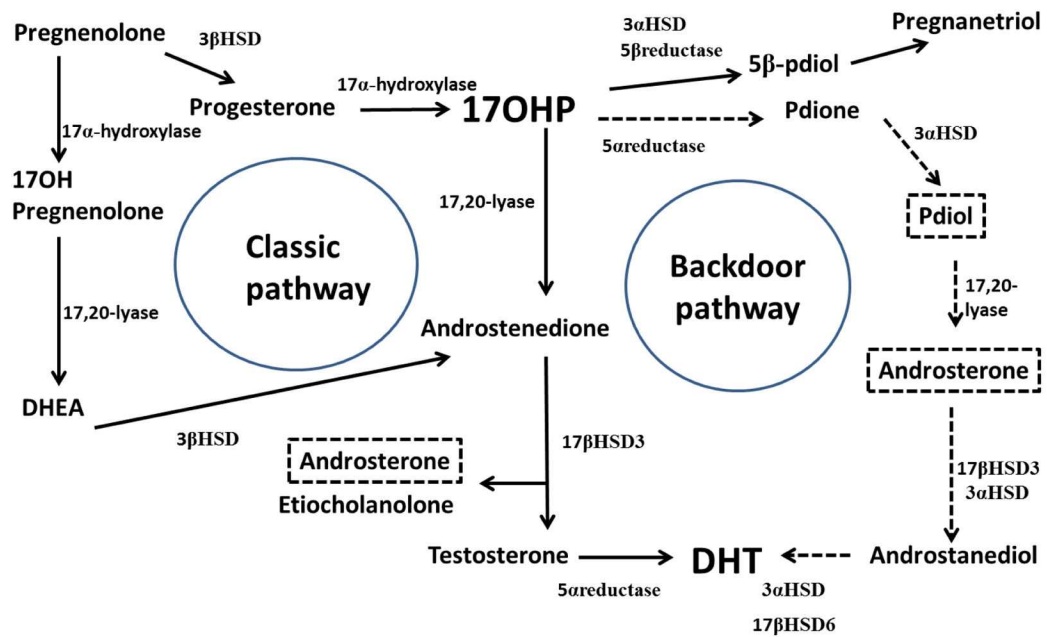 Pregnenolone
3βHSD
3αHSD
5βreductase
Pregnanetriol
5β-pdiol
17α-hydroxylase
Progesterone
17OHP
Pdione
17α-hydroxylase
5αreductase
3αHSD
17OH
Pregnenolone
17,20-lyase
Pdiol
Classic
pathway
Backdoor
pathway
17,20-lyase
17,20-
lyase
Androstenedione
Androsterone
DHEA
3βHSD
17βHSD3
Androsterone
Etiocholanolone
17βHSD3
3αHSD
Testosterone
DHT
Androstanediol
5αreductase
3αHSD
17βHSD6